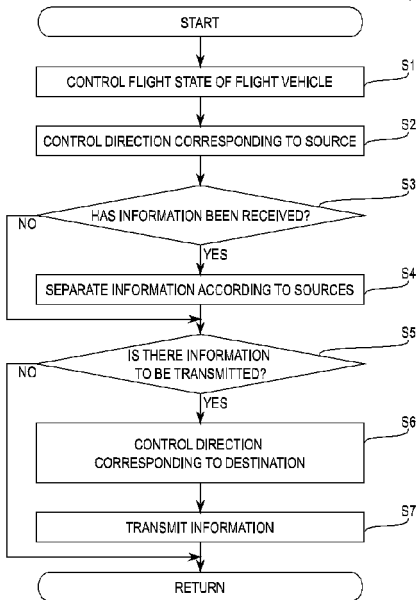 START
S1
CONTROL FLIGHT STATE OF FLIGHT VEHICLE
S2
CONTROL DIRECTION CORRESPONDING TO SOURCE
S3
HAS INFORMATION BEEN RECEIVED?
NO
YES
S4
SEPARATE INFORMATION ACCORDING TO SOURCES
S5
IS THERE INFORMATION
TO BE TRANSMITTED?
NO
YES
S6
CONTROL DIRECTION
CORRESPONDING TO DESTINATION
S7
TRANSMIT INFORMATION
RETURN